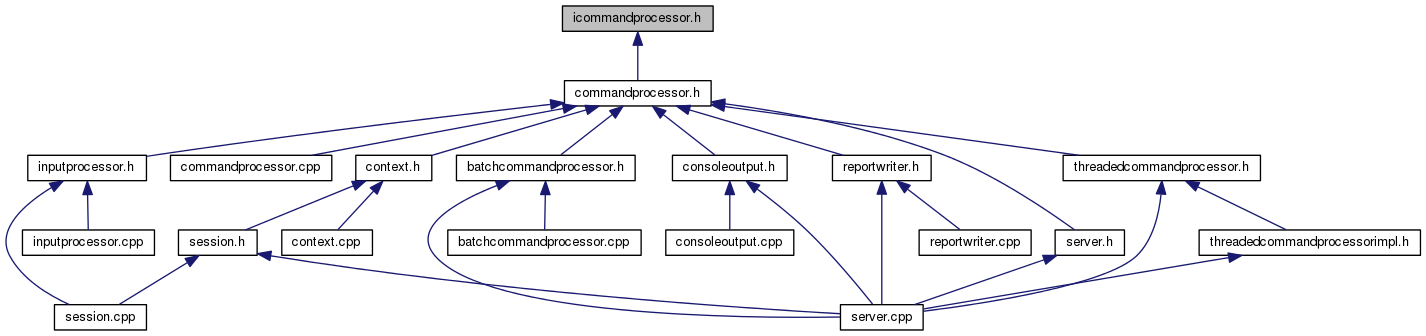 icommandprocessor.h
commandprocessor.h
inputprocessor.h
commandprocessor.cpp
context.h
batchcommandprocessor.h
consoleoutput.h
reportwriter.h
threadedcommandprocessor.h
inputprocessor.cpp
session.h
context.cpp
batchcommandprocessor.cpp
consoleoutput.cpp
reportwriter.cpp
server.h
threadedcommandprocessorimpl.h
session.cpp
server.cpp